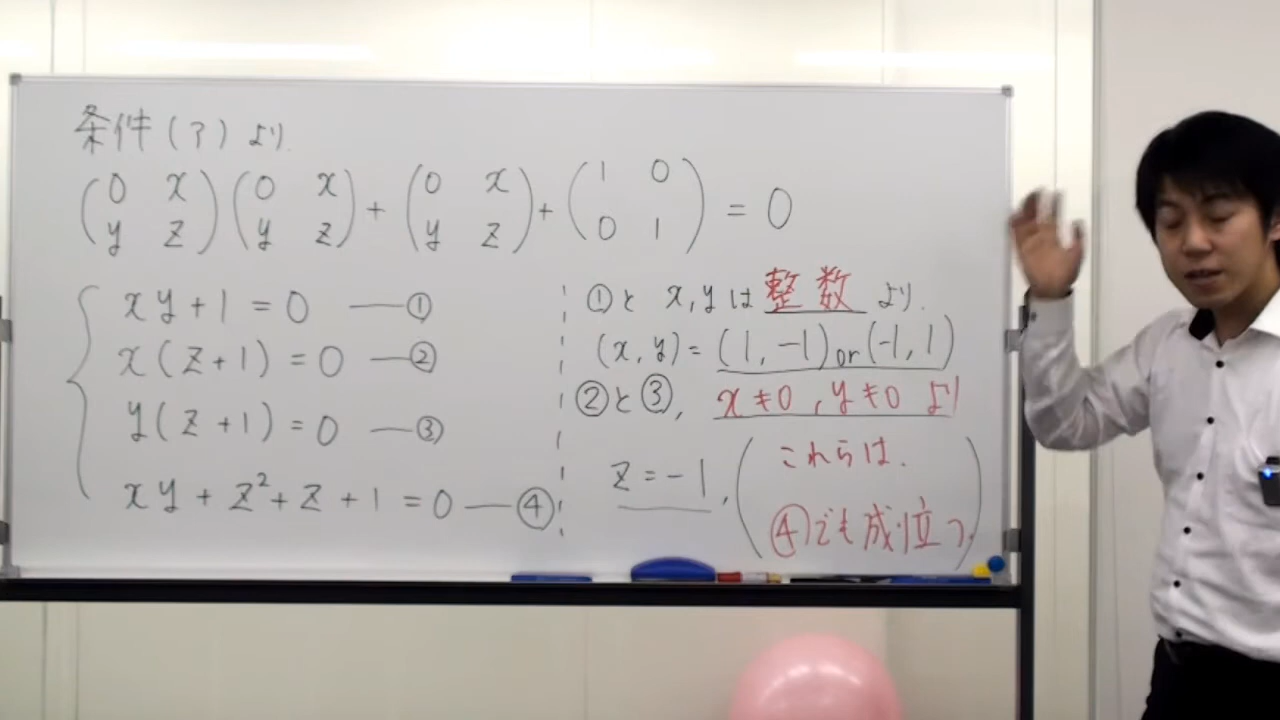 条件(ア)より
(0 x
y z)(0 x
y z)+(0 x
y z)+(1 0
0 1)=0
xy+1=0 ―①
x(z+1)=0 ―②
y(z+1)=0 ―③
xy+z²+z+1=0 ―④
①と x,yは整数より.
(x,y)=(1,-1)or(-1,1)
②と③, x≠0, y≠0 より
z=-1, (これらは.
④でも成り立つ)